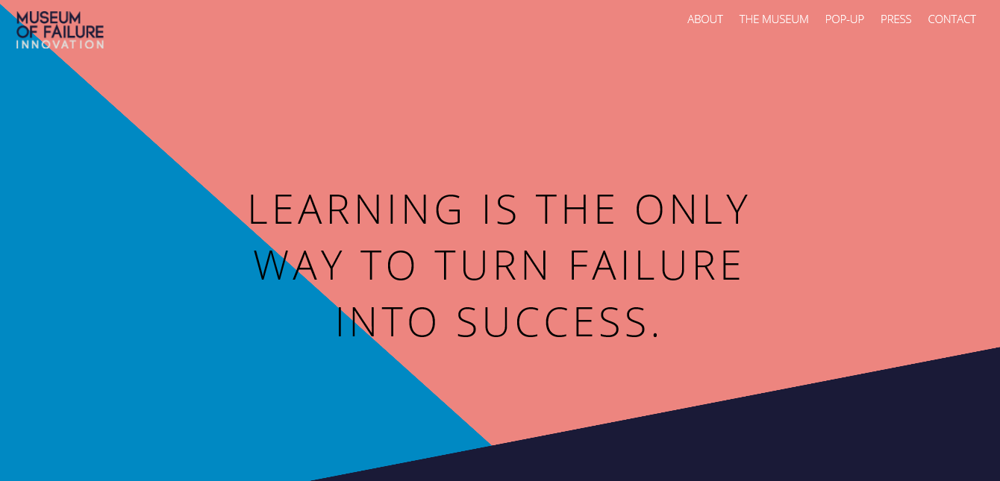 MUSEUM
OF FAILURE
INNOVATION
ABOUT THE MUSEUM POP-UP PRESS CONTACT
LEARNING IS THE ONLY
WAY TO TURN FAILURE
INTO SUCCESS.